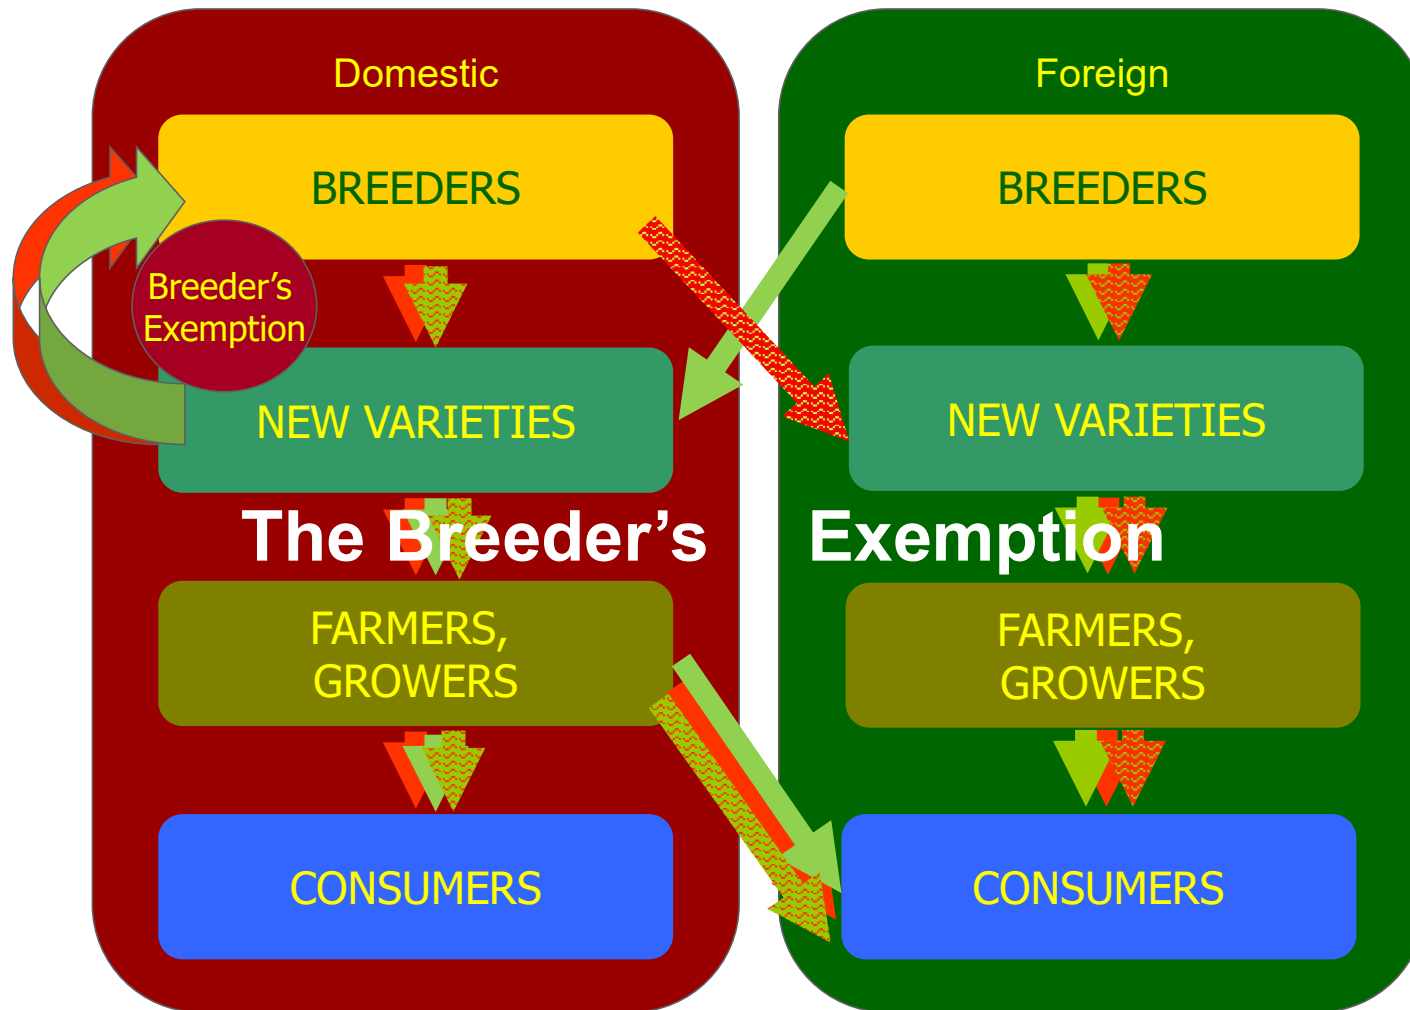 Domestic
BREEDERS
Breeder’s
Exemption
NEW VARIETIES
FARMERS,
GROWERS
CONSUMERS
Foreign
BREEDERS
NEW VARIETIES
FARMERS,
GROWERS
CONSUMERS
The Breeder’s Exemption